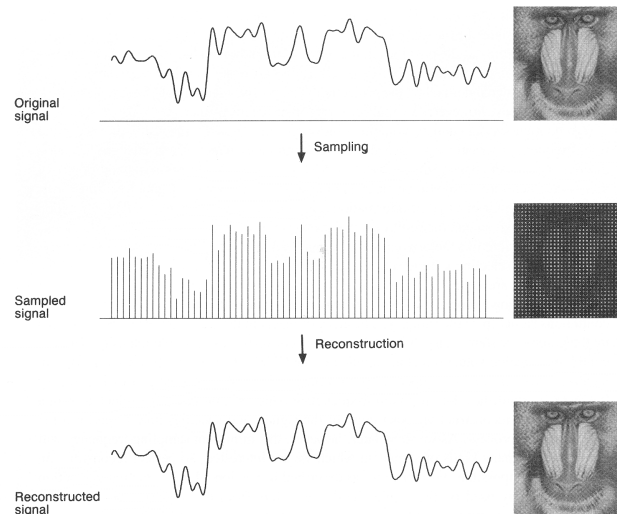 Original
signal
Sampling
Sampled
signal
Reconstruction
Reconstructed
signal